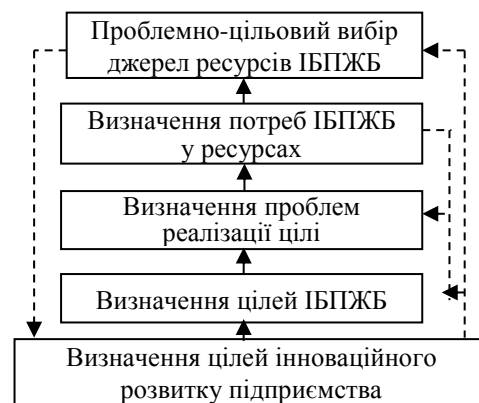 Проблемно-цільовий вибір
джерел ресурсів ІБПЖБ
Визначення потреб ІБПЖБ
у ресурсах
Визначення проблем
реалізації цілі
Визначення цілей ІБПЖБ
Визначення цілей інноваційного
розвитку підприємства